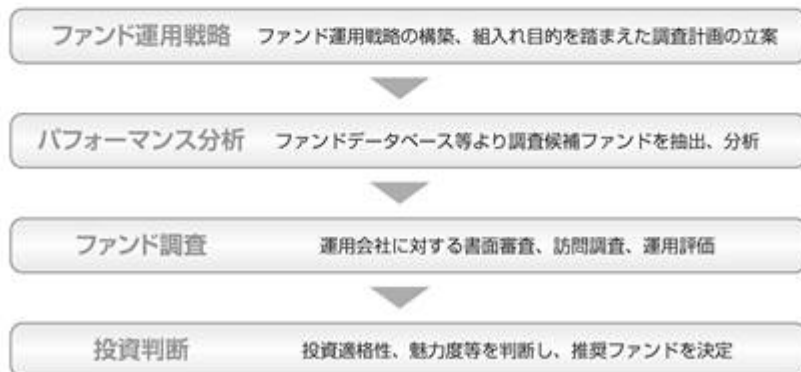 ファンド運用戦略 ファンド運用戦略の構築、組入れ目的を踏まえた調査計画の立案
パフォーマンス分析 ファンドデータベース等より調査候補ファンドを抽出、分析
ファンド調査 運用会社に対する書面審査、訪問調査、運用評価
投資判断 投資適格性、魅力度等を判断し、推奨ファンドを決定